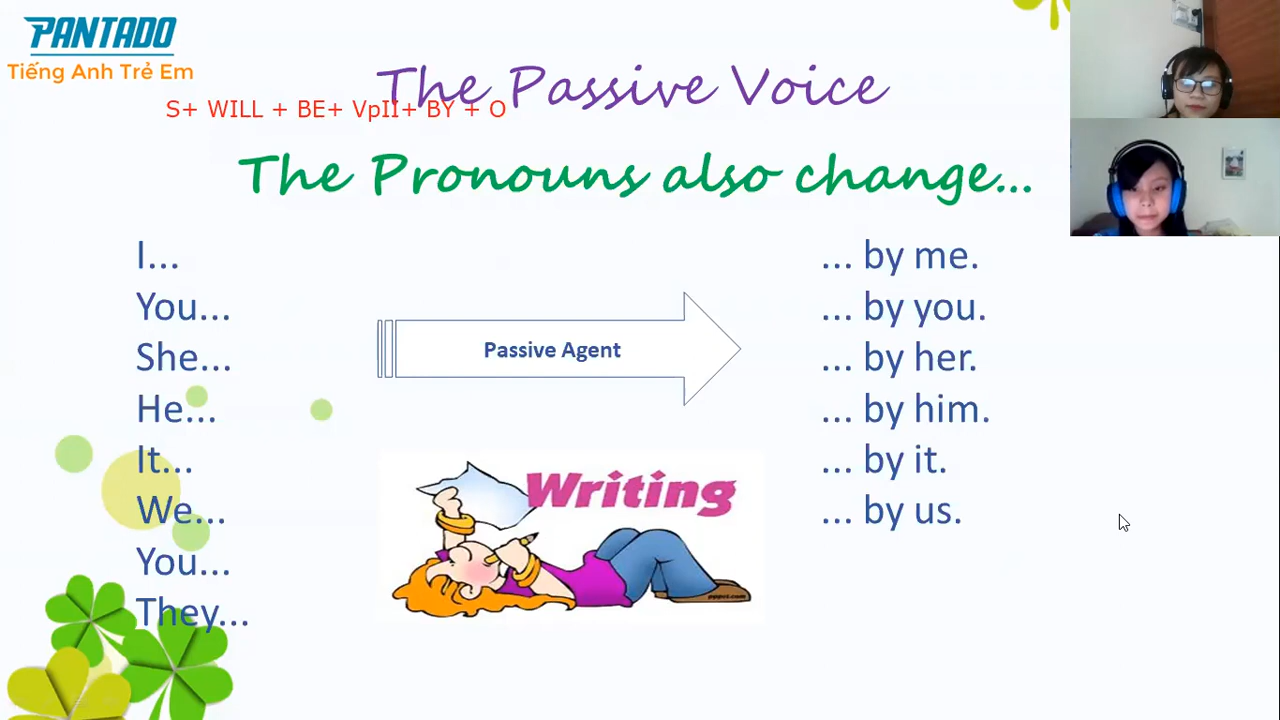 PANTADO
Tiếng Anh Trẻ Em
The Passive Voice
S+ WILL + BE+ VpII+ BY + O
The Pronouns also change...
I...
... by me.
You...
... by you.
Passive Agent
She...
... by her.
He...
... by him.
It...
... by it.
Writing
We...
... by us.
You...
They...